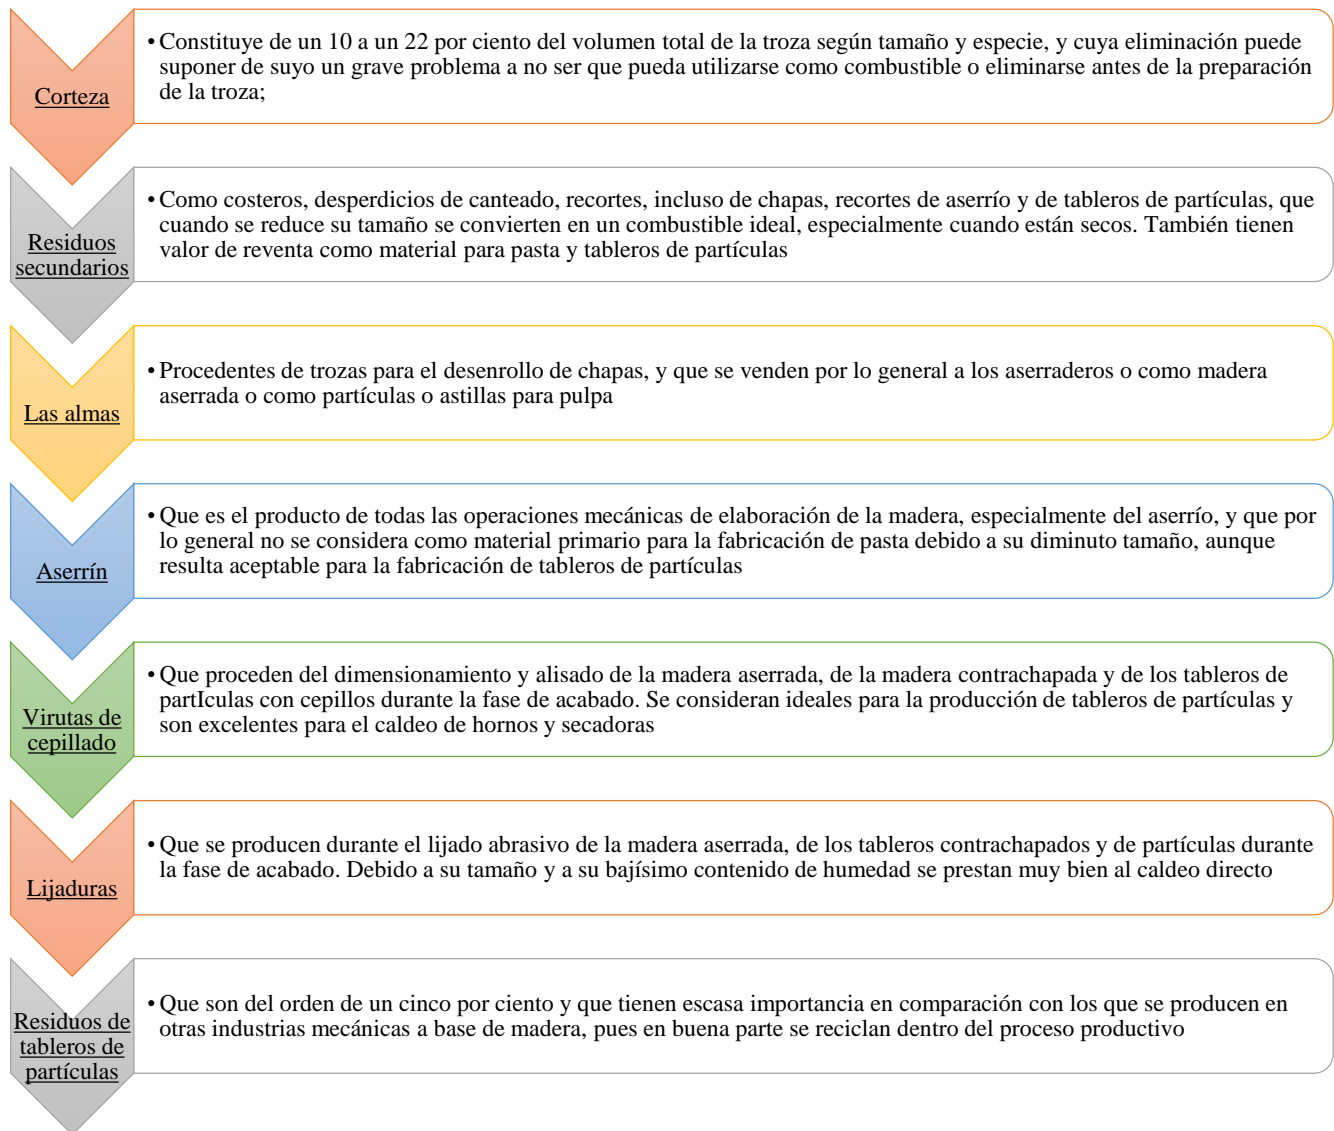 Corteza
• Constituye de un 10 a un 22 por ciento del volumen total de la troza según tamaño y especie, y cuya eliminación puede
suponer de suyo un grave problema a no ser que pueda utilizarse como combustible o eliminarse antes de la preparación
de la troza;
Residuos
secundarios
• Como costeros, desperdicios de canteado, recortes, incluso de chapas, recortes de aserrío y de tableros de partículas, que
cuando se reduce su tamaño se convierten en un combustible ideal, especialmente cuando están secos. También tienen
valor de reventa como material para pasta y tableros de partículas
Las almas
• Procedentes de trozas para el desenrollo de chapas, y que se venden por lo general a los aserraderos o como madera
aserrada o como partículas o astillas para pulpa
Aserrín
• Que es el producto de todas las operaciones mecánicas de elaboración de la madera, especialmente del aserrío, y que por
lo general no se considera como material primario para la fabricación de pasta debido a su diminuto tamaño, aunque
resulta aceptable para la fabricación de tableros de partículas
Virutas de
cepillado
• Que proceden del dimensionamiento y alisado de la madera aserrada, de la madera contrachapada y de los tableros de
partIculas con cepillos durante la fase de acabado. Se consideran ideales para la producción de tableros de partículas y
son excelentes para el caldeo de hornos y secadoras
Lijaduras
• Que se producen durante el lijado abrasivo de la madera aserrada, de los tableros contrachapados y de partículas durante
la fase de acabado. Debido a su tamaño y a su bajísimo contenido de humedad se prestan muy bien al caldeo directo
Residuos de
tableros de
partículas
• Que son del orden de un cinco por ciento y que tienen escasa importancia en comparación con los que se producen en
otras industrias mecánicas a base de madera, pues en buena parte se reciclan dentro del proceso productivo